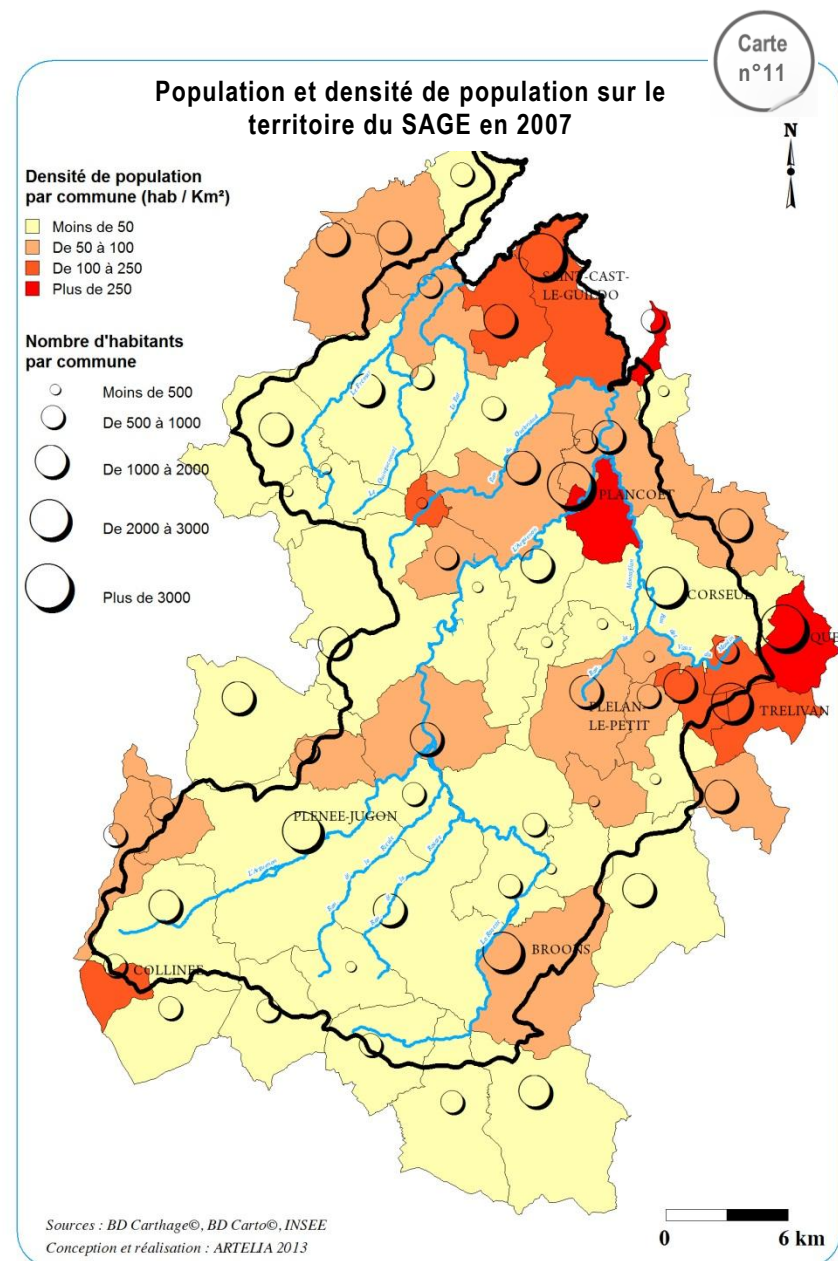 Carte
n°11
Population et densité de population sur le
territoire du SAGE en 2007
N
Densité de population
par commune (hab / Km²)
Moins de 50
De 50 à 100
De 100 à 250
Plus de 250
Nombre d'habitants
par commune
Moins de 500
De 500 à 1000
De 1000 à 2000
De 2000 à 3000
Plus de 3000
SAINT-CAST-
LE-GUILDO
PLANCOET
CORSEUL
QUE
PLELAN-
LE-PETIT
TRELIVAN
PLENEE-JUGON
L'Arguenon
L'Arguenon
BROONS
COLLINEE
Sources : BD Carthage©, BD Carto©, INSEE
Conception et réalisation : ARTELIA 2013
0 6 km